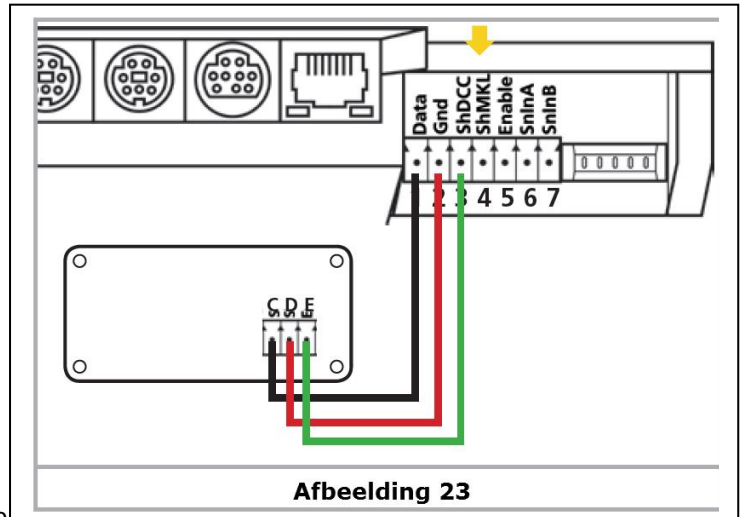 Data
Gnd
ShDCC
ShMKL
Enable
SnInA
SnInB
2 3 4 5 6 7
C D E
Afbeelding 23